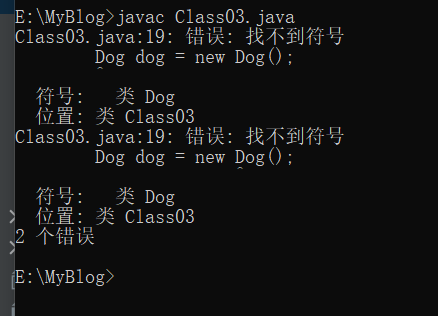 E:\MyBlog>javac Class03.java
Class03.java:19: 错误: 找不到符号
Dog dog = new Dog();
^
符号:   类 Dog
位置: 类 Class03
Class03.java:19: 错误: 找不到符号
Dog dog = new Dog();
^
符号:   类 Dog
位置: 类 Class03
2 个错误
E:\MyBlog>